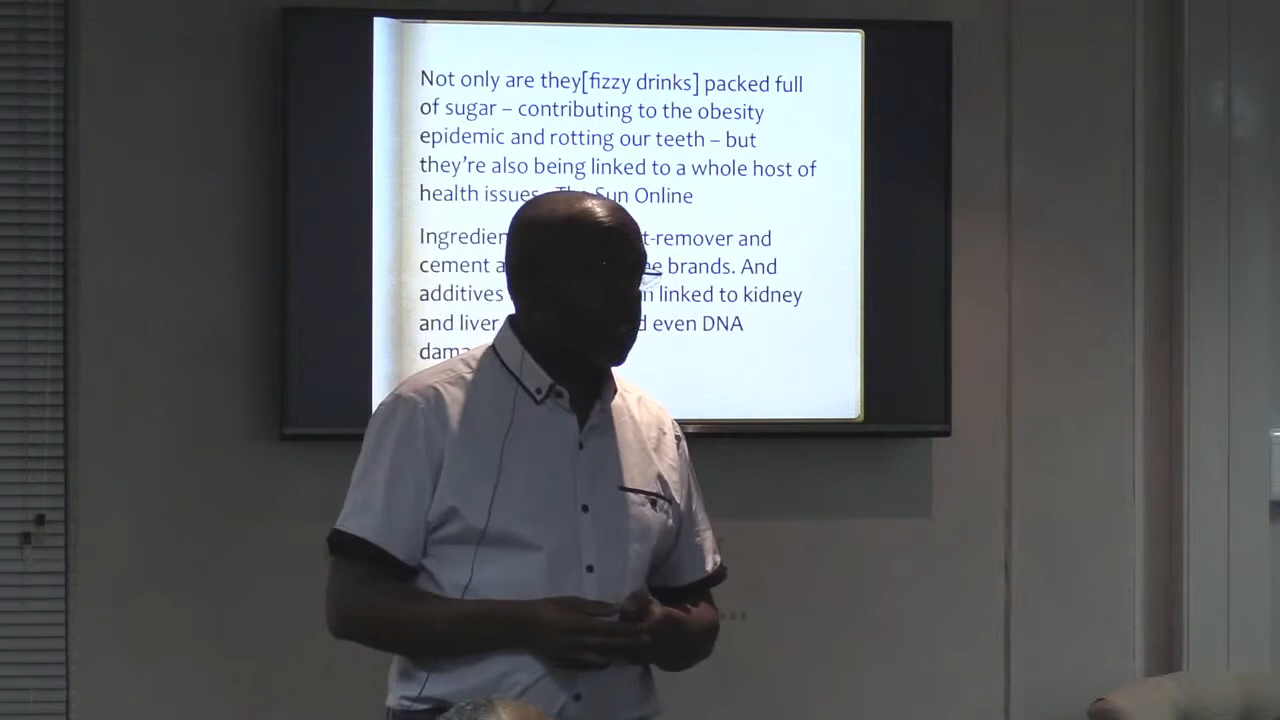 Not only are they[fizzy drinks] packed full
of sugar – contributing to the obesity
epidemic and rotting our teeth – but
they're also being linked to a whole host of
health issues Sun Online
t-remover and
cement brands. And
additives linked to kidney
and liver even DNA